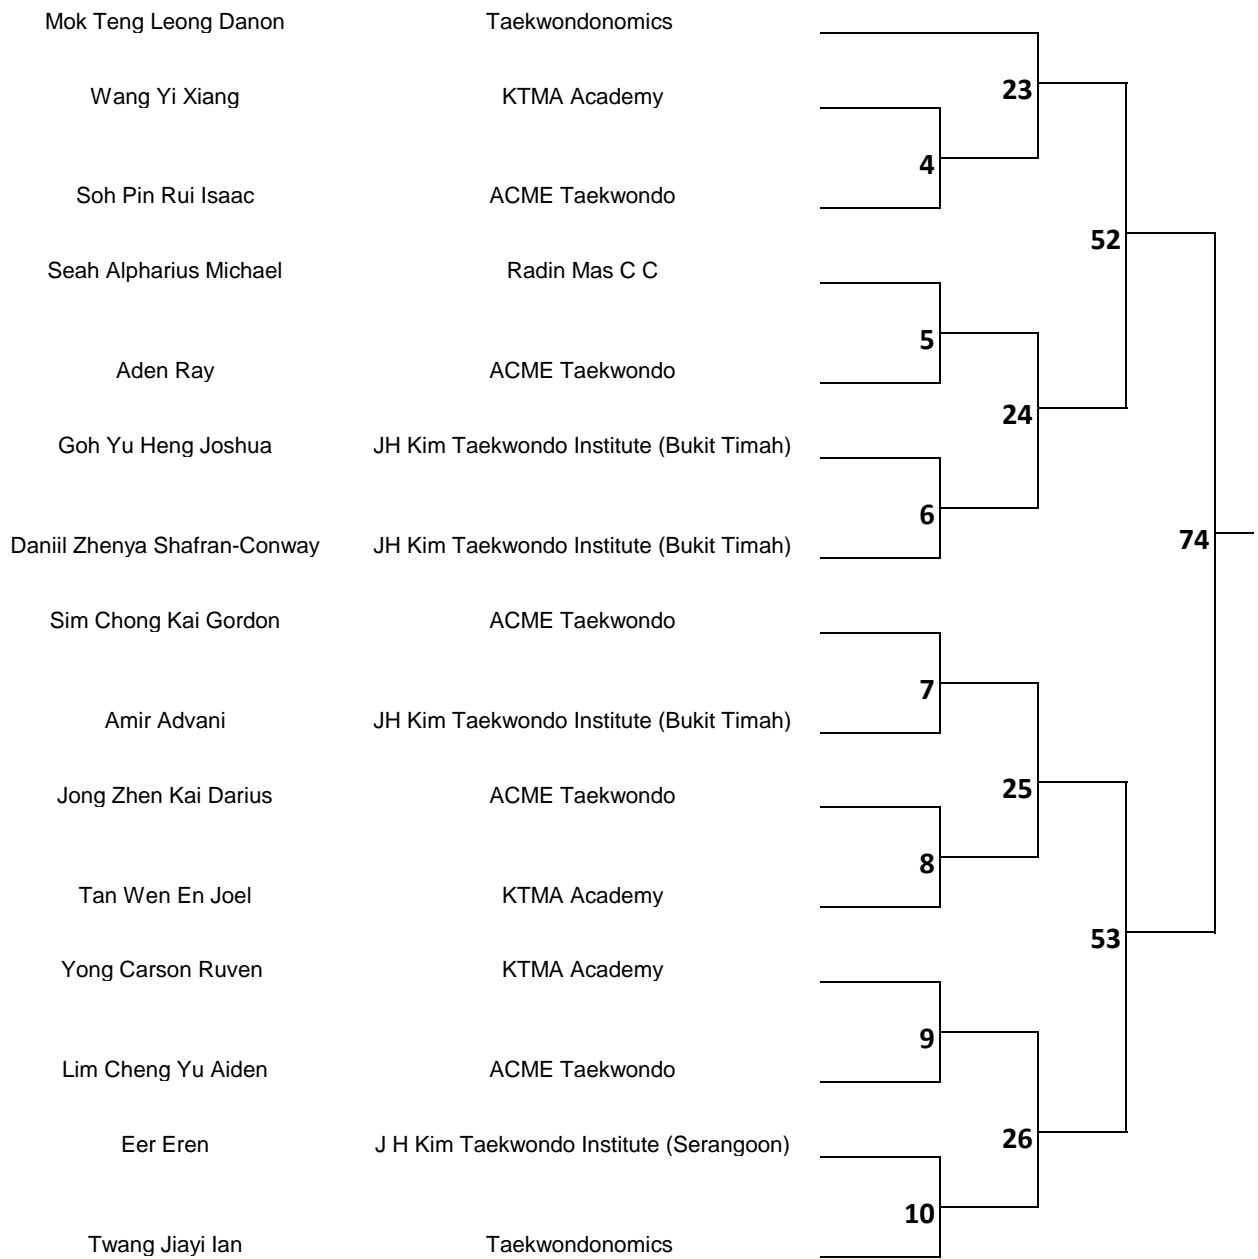 Mok Teng Leong Danon Taekwondonomics
23
Wang Yi Xiang KTMA Academy
4
Soh Pin Rui Isaac ACME Taekwondo
52
Seah Alpharius Michael Radin Mas C C
5
Aden Ray ACME Taekwondo
24
Goh Yu Heng Joshua JH Kim Taekwondo Institute (Bukit Timah)
6
Daniil Zhenya Shafran-Conway JH Kim Taekwondo Institute (Bukit Timah)
74
Sim Chong Kai Gordon ACME Taekwondo
7
Amir Advani JH Kim Taekwondo Institute (Bukit Timah)
25
Jong Zhen Kai Darius ACME Taekwondo
8
Tan Wen En Joel KTMA Academy
53
Yong Carson Ruven KTMA Academy
9
Lim Cheng Yu Aiden ACME Taekwondo
26
Eer Eren J H Kim Taekwondo Institute (Serangoon)
10
Twang Jiayi Ian Taekwondonomics